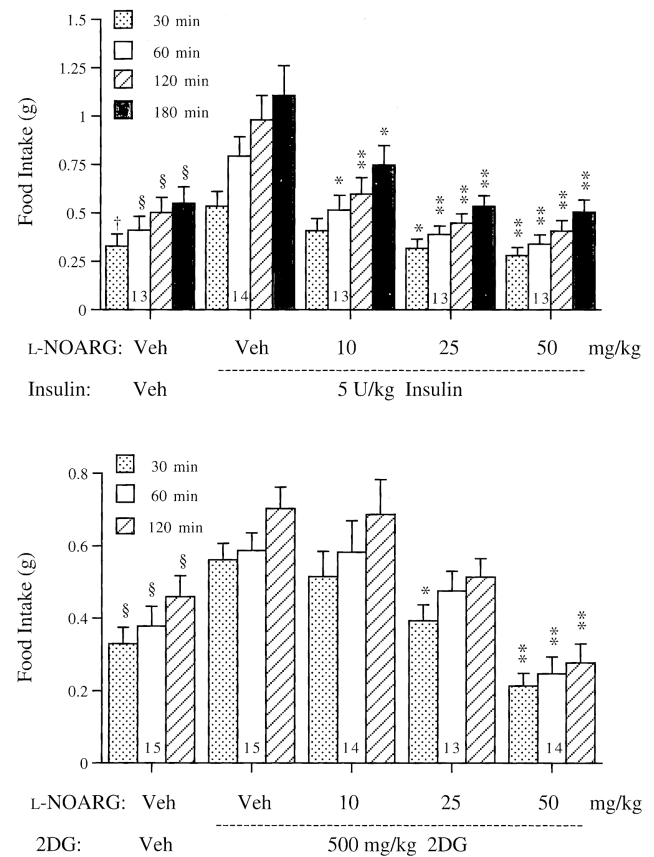 1.5
30 min
60 min
1.25
120 min
1
180 min
Food Intake (g)
0.75
0.5
0.25
0
† § § §
* ** *
* ** ** **
** ** ** **
13 14 13 13 13
L-NOARG: Veh Veh 10 25 50 mg/kg
Insulin: Veh 5 U/kg Insulin
0.8
30 min
60 min
120 min
Food Intake (g)
0.6
0.4
0.2
0
§ § §
*
** ** **
15 15 14 13 14
L-NOARG: Veh Veh 10 25 50 mg/kg
2DG: Veh 500 mg/kg 2DG